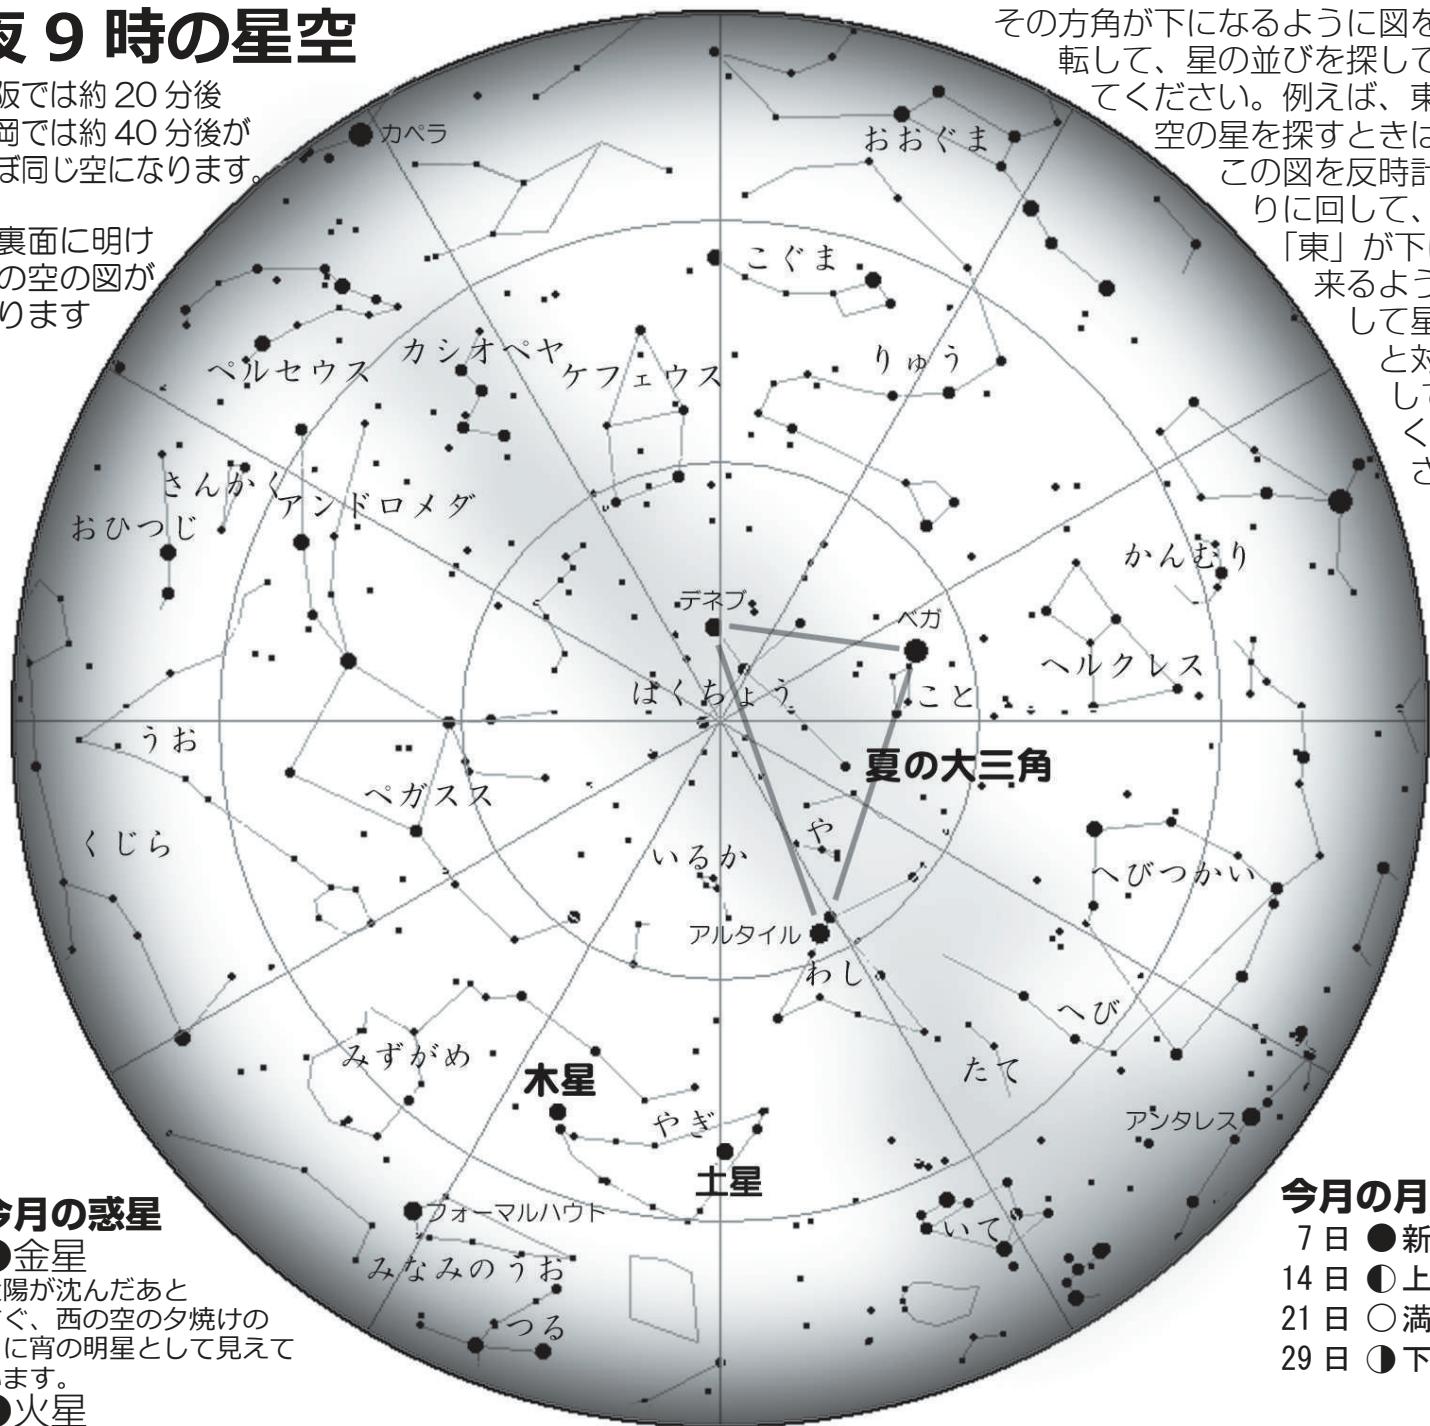 夜９時の星空
阪では約 20 分後
岡では約 40 分後が
ぼ同じ空になります。
裏面に明け
の空の図が
ります
その方角が下になるように図を
転して、星の並びを探して
てください。例えば、東
空の星を探すときは
この図を反時計
りに回して、
「東」が下に
来るよう
して星
と対
して
く
さ
カペラ
おおぐま
こぐま
ペルセウス
カシオペヤ
ケフェウス
りゅう
さんかく
アンドロメダ
おひつじ
かんむり
デネブ
ベガ
ヘルクレス
はくちょう
こと
うお
夏の大三角
ペガスス
くじら
や
いるか
へびつかい
アルタイル
わし
へび
みずがめ
木星
たて
やぎ
アンタレス
土星
フォーマルハウト
いて
みなみのうお
つる
今月の惑星
●金星
太陽が沈んだあと
すぐ、西の空の夕焼けの
に宵の明星として見えて
います。
●火星
今月の月
7 日 ●新
14 日 ◐上
21 日 ○満
29 日 ◑下